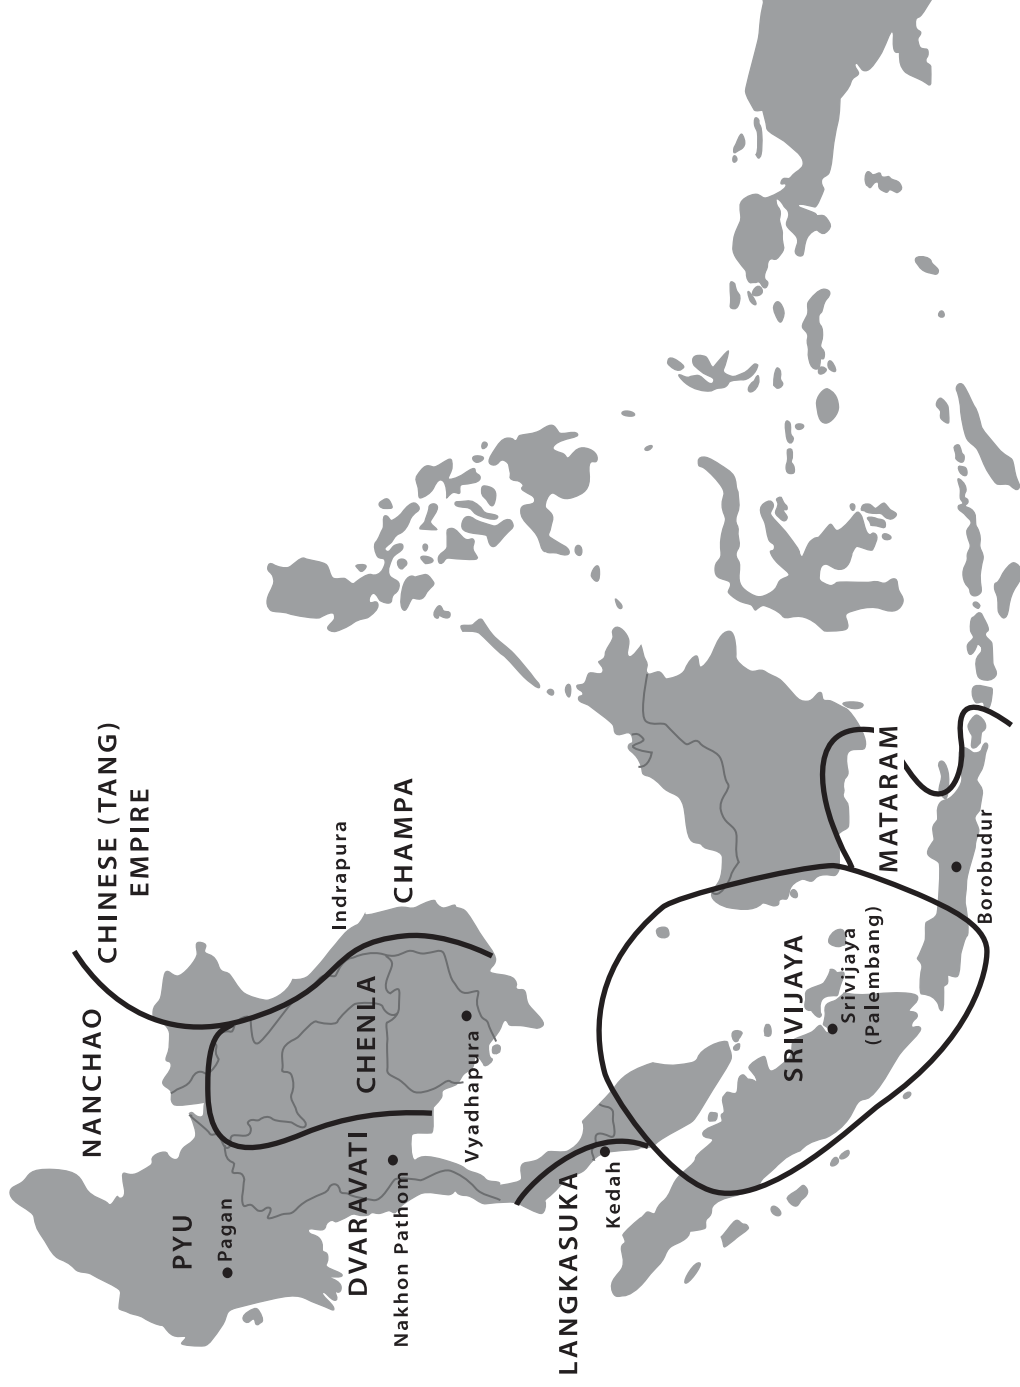 CHINESE (TANG)
EMPIRE
NANCHAO
PYU
Pagan
Indrapura
CHAMPA
CHENLA
DVARAVATI
Nakhon Pathom
Vyadhapura
LANGKASUKA
Kedah
SRIVIJAYA
Srivijaya
(Palembang)
MATARAM
Borobudur